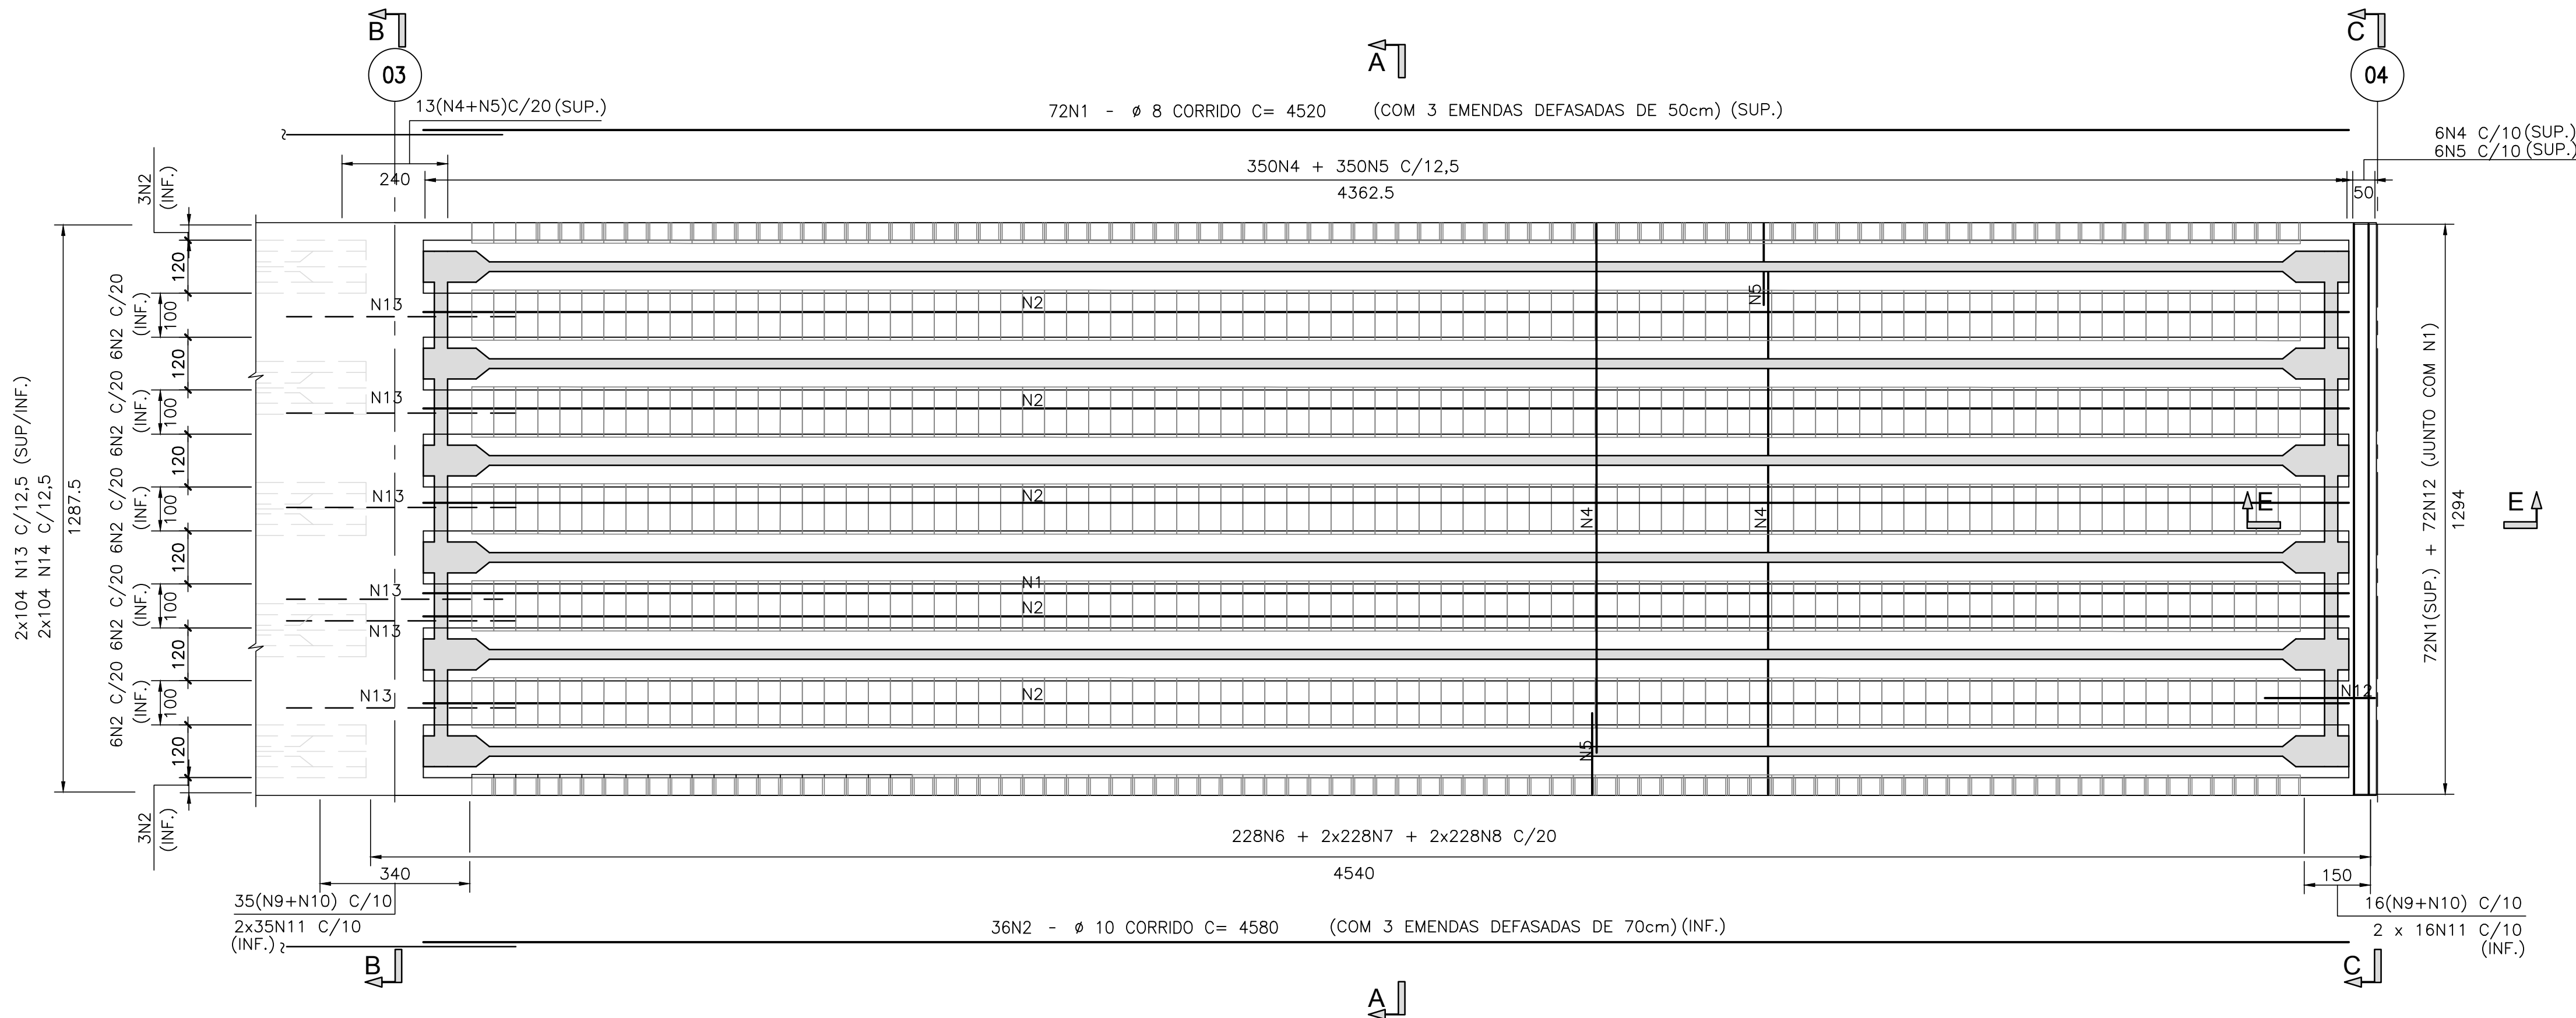 B
A
C
03
04
13(N4+N5)C/20 (SUP.)
72N1 - ø 8 CORRIDO C= 4520 (COM 3 EMENDAS DEFASADAS DE 50cm) (SUP.)
6N4 C/10 (SUP.)
6N5 C/10 (SUP.)
240
350N4 + 350N5 C/12,5
4362.5
50
3N2
(INF.)
120
6N2 C/20
(INF.)
100
120
6N2 C/20
(INF.)
100
120
6N2 C/20
(INF.)
100
120
6N2 C/20
(INF.)
100
120
6N2 C/20
(INF.)
100
120
3N2
(INF.)
2x104 N13 C/12,5 (SUP/INF.)
2x104 N14 C/12,5
1287.5
N13
N2
N5
N13
N2
N13
N2
N4
N4
E
E
N13
N1
N2
N13
N13
N2
N12
N5
72N1(SUP.) + 72N12 (JUNTO COM N1)
1294
228N6 + 2x228N7 + 2x228N8 C/20
4540
340
150
35(N9+N10) C/10
2x35N11 C/10
(INF.)
36N2 - ø 10 CORRIDO C= 4580 (COM 3 EMENDAS DEFASADAS DE 70cm) (INF.)
16(N9+N10) C/10
2 x 16N11 C/10
(INF.)
B
A
C